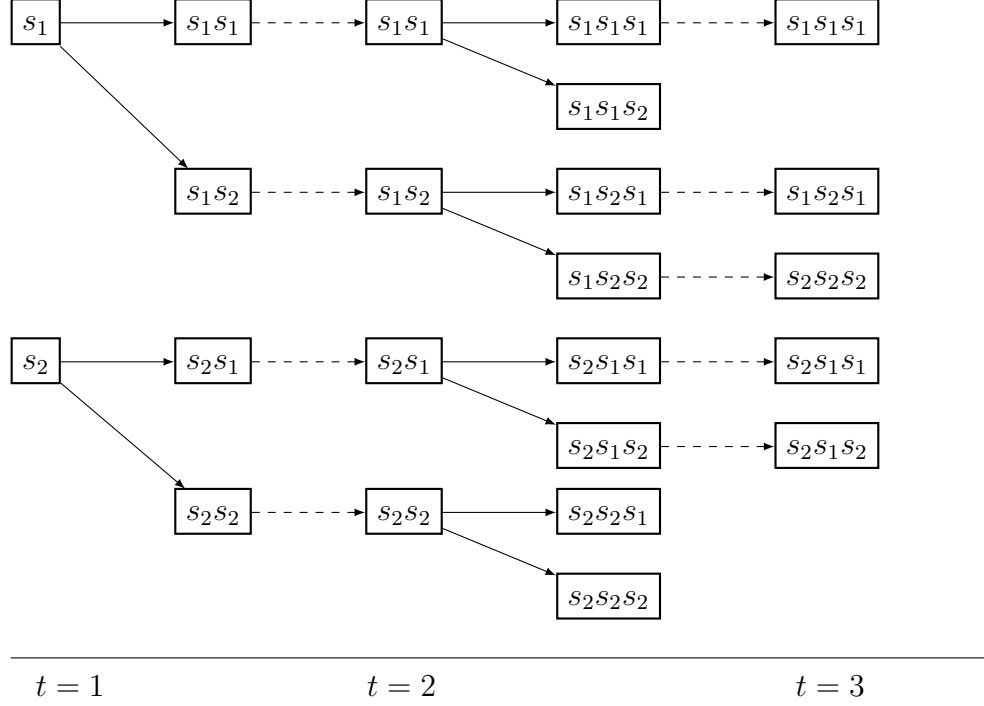 s₁ s₁s₁ s₁s₁ s₁s₁s₁ s₁s₁s₁
s₁s₁s₂
s₁s₂ s₁s₂ s₁s₂s₁ s₁s₂s₁
s₁s₂s₂ s₂s₂s₂
s₂ s₂s₁ s₂s₁ s₂s₁s₁ s₂s₁s₁
s₂s₁s₂ s₂s₁s₂
s₂s₂ s₂s₂ s₂s₂s₁
s₂s₂s₂
t = 1 t = 2 t = 3